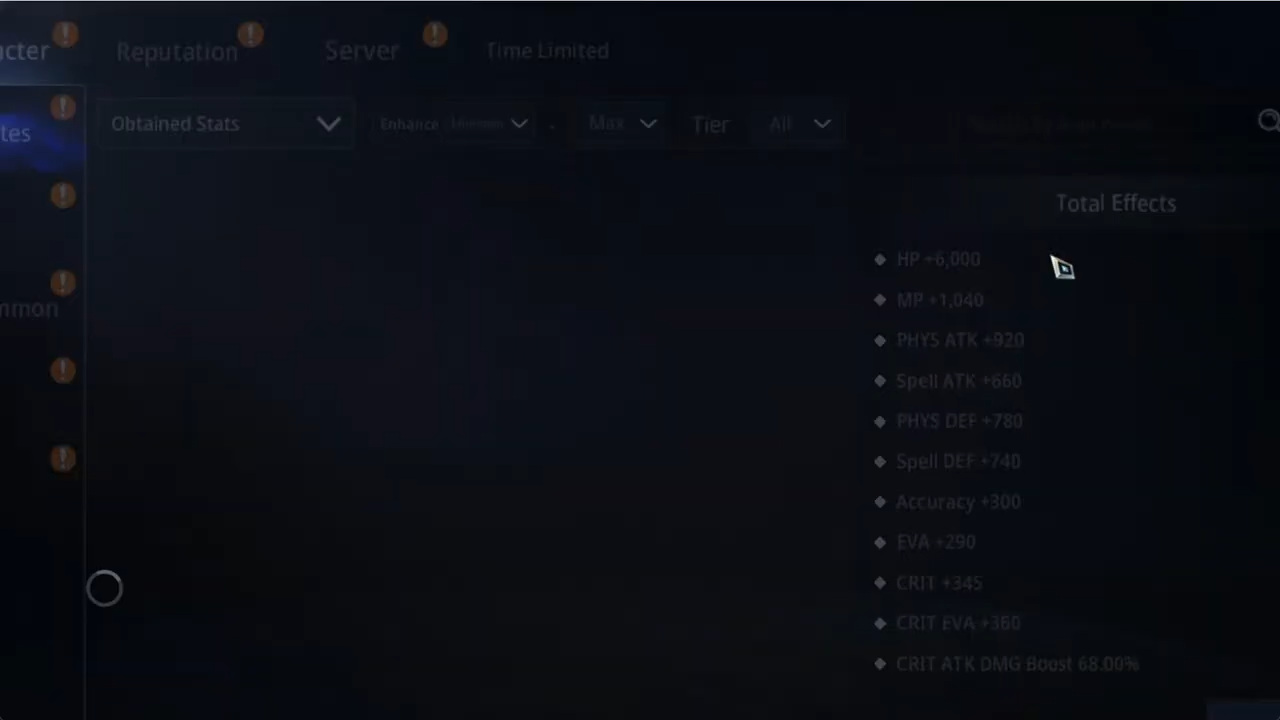 acter Reputation Server Time Limited
tes Obtained Stats Enhance - Max Tier All
Total Effects
HP +6,000
MP +1,040
mmon
PHYS ATK +920
Spell ATK +660
PHYS DEF +780
Spell DEF +740
Accuracy +300
EVA +290
CRIT +345
CRIT EVA +360
CRIT ATK DMG Boost 68.00%